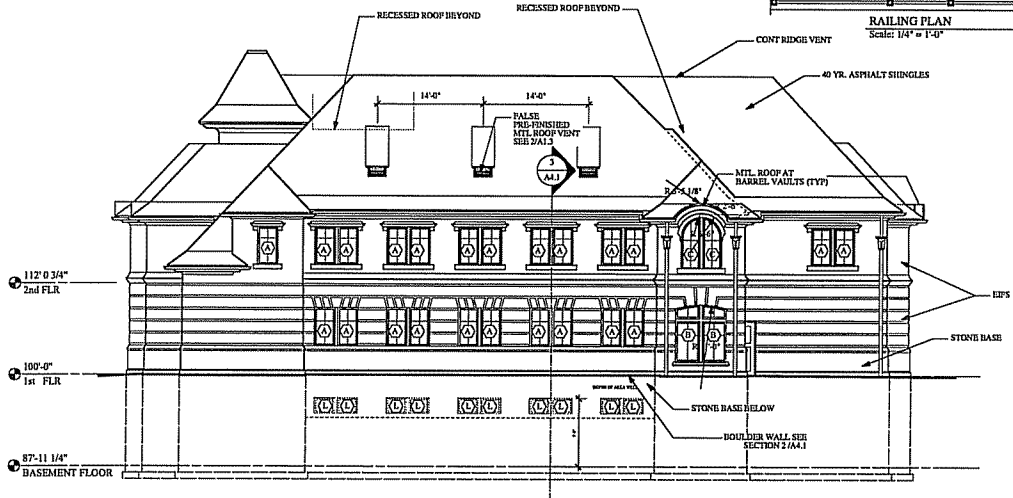 RECESSED ROOF BEYOND
RECESSED ROOF BEYOND
RAILING PLAN
Scale: 1/4" = 1'-0"
CONT RIDGE VENT
40 YR. ASPHALT SHINGLES
14'-0"
14'-0"
FALSE
PRE-FINISHED
MTL ROOF VENT
SEE 2/A1.3
3
A4.1
MTL. ROOF AT
BARREL VAULTS (TYP)
A
A A
A A
A A
A A
A A
C C
A A
112' 0 3/4"
2nd FLR
EIFS
A A
A A
A A
A A
A A
B B
STONE BASE
100'-0"
1st FLR
L L
L L
L L
L L
L L
STONE BASE BELOW
BOULDER WALL SEE
SECTION 2 /A4.1
87'-11 1/4"
BASEMENT FLOOR